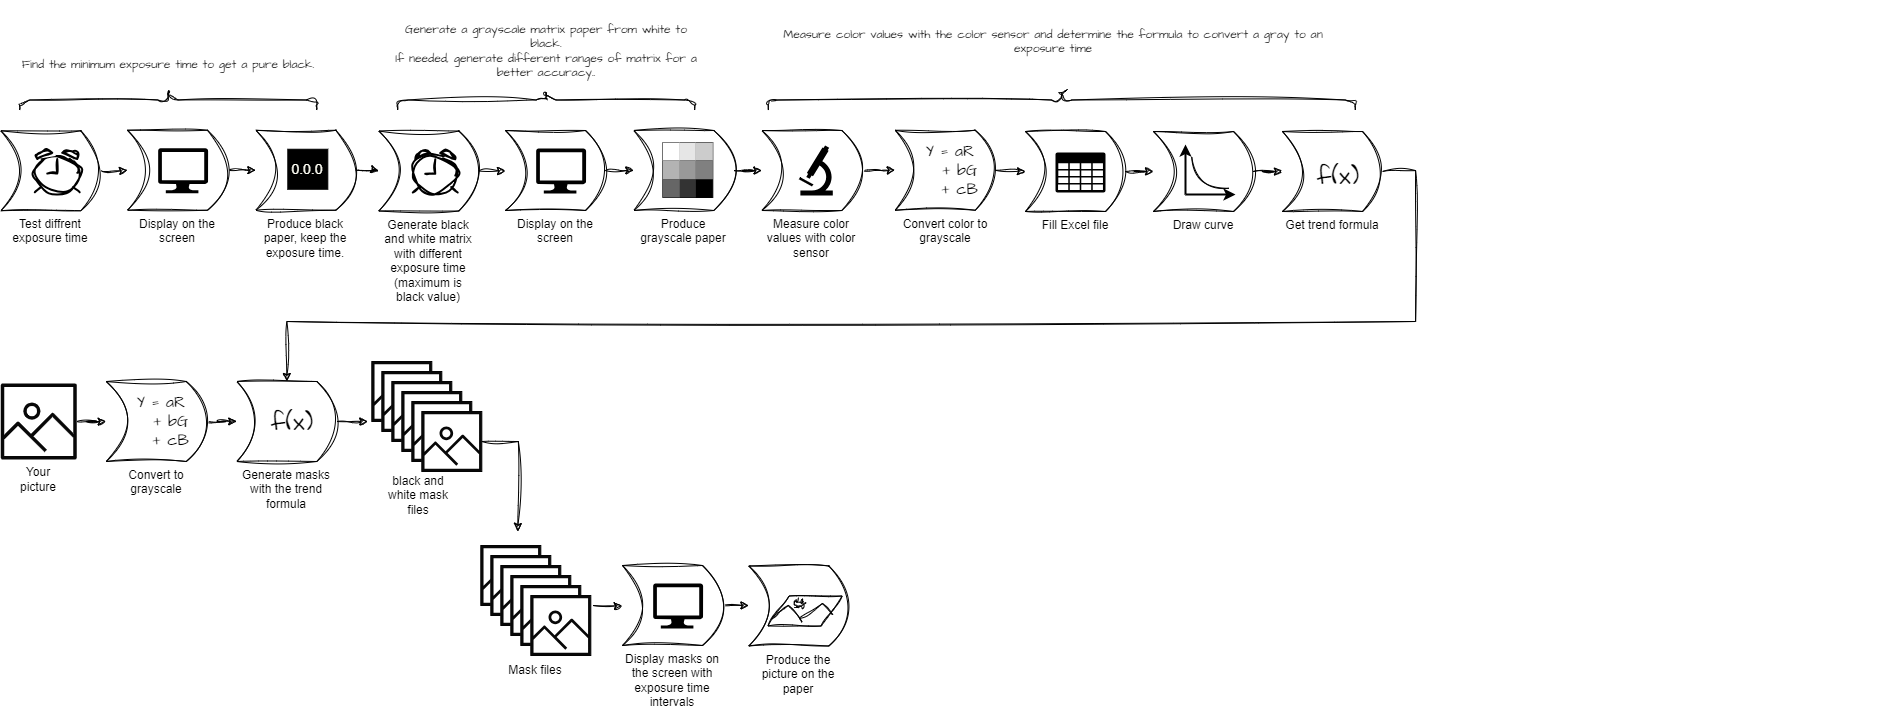 Generate a grayscale matrix paper from white to
black.
If needed, generate different ranges of matrix for a
better accuracy..
Measure color values with the color sensor and determine the formula to convert a gray to an
exposure time
Find the minimum exposure time to get a pure black.
0.0.0
Y = aR
+ bG
+ cB
f(x)
Test diffrent
exposure time
Display on the
screen
Produce black
paper, keep the
exposure time.
Generate black
and white matrix
with different
exposure time
(maximum is
black value)
Display on the
screen
Produce
grayscale paper
Measure color
values with color
sensor
Convert color to
grayscale
Fill Excel file
Draw curve
Get trend formula
Y = aR
+ bG
+ cB
f(x)
Your
picture
Convert to
grayscale
Generate masks
with the trend
formula
black and
white mask
files
Mask files
Display masks on
the screen with
exposure time
intervals
Produce the
picture on the
paper